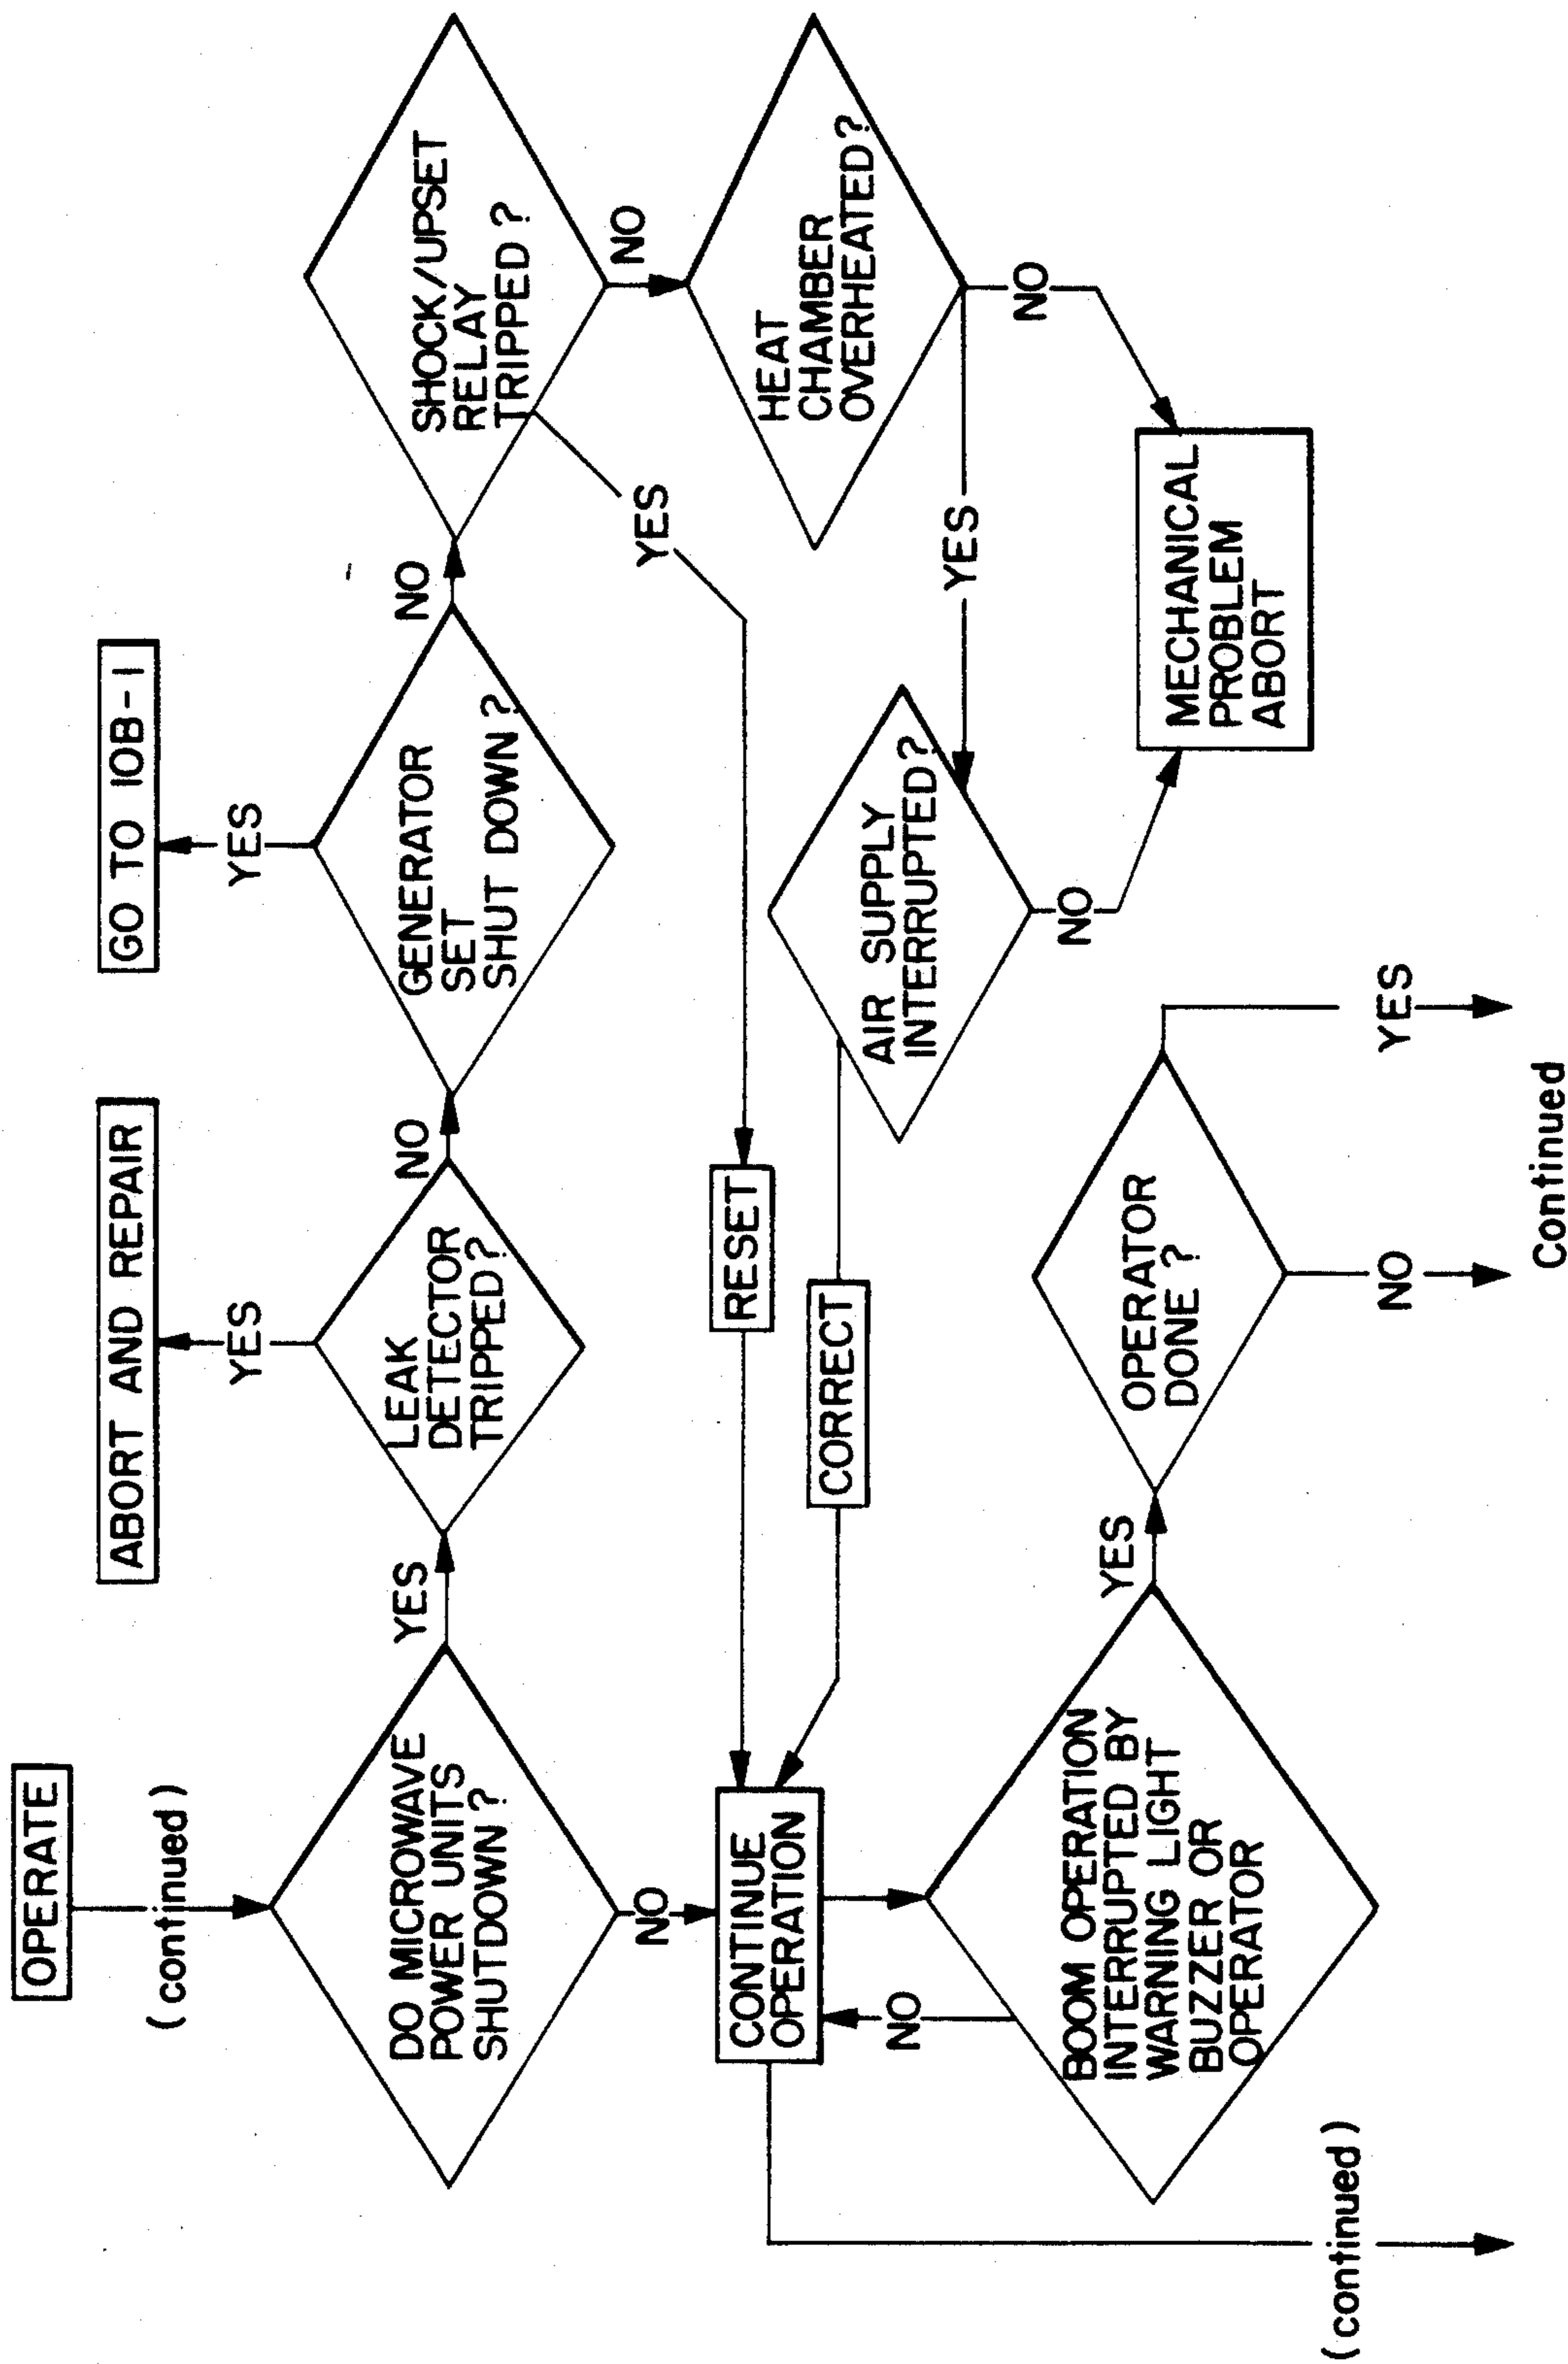 OPERATE
(continued)
DO MICROWAVE
POWER UNITS
SHUTDOWN?
YES
NO
ABORT AND REPAIR
YES
LEAK
DETECTOR
TRIPPED?
NO
GO TO 10B-1
YES
GENERATOR
SET
SHUT DOWN?
NO
SHOCK/UPSET
RELAY
TRIPPED?
YES
NO
RESET
HEAT
CHAMBER
OVERHEATED?
YES
NO
AIR SUPPLY
INTERRUPTED?
NO
CORRECT
MECHANICAL
PROBLEM
ABORT
CONTINUE
OPERATION
NO
BOOM OPERATION
INTERRUPTED BY
WARNING LIGHT
BUZZER OR
OPERATOR
YES
OPERATOR
DONE?
NO
YES
(continued)
Continued